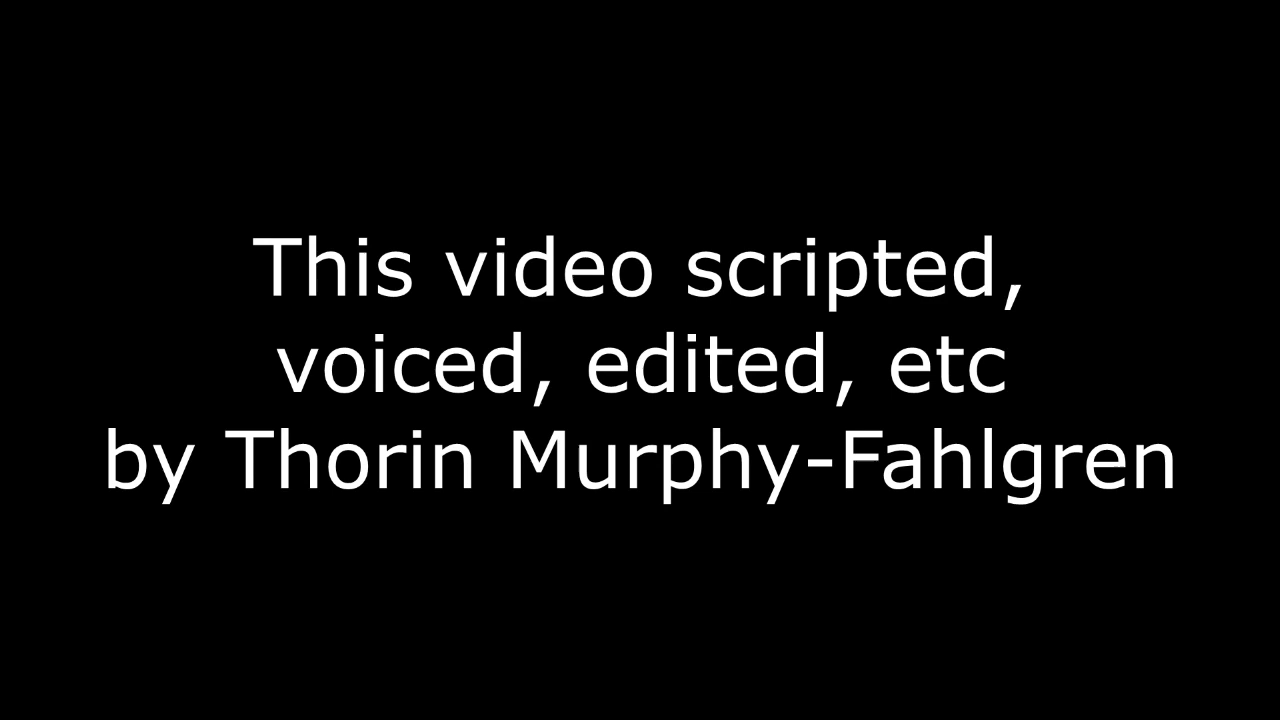 This video scripted,
voiced, edited, etc
by Thorin Murphy-Fahlgren